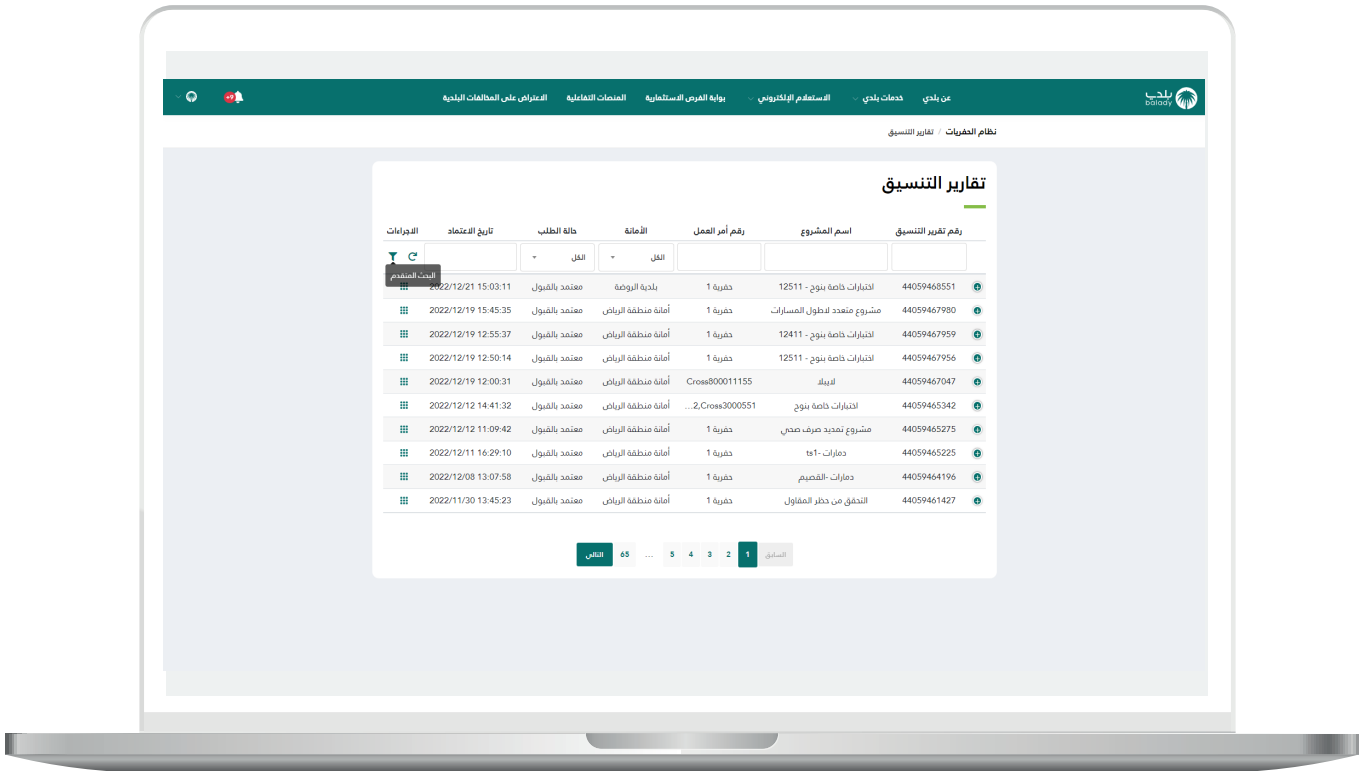 بلدي
balady
عن بلدي خدمات بلدي الاستعلام الإلكتروني بوابة الفرص الاستثمارية المنصات التفاعلية الاعتراض على المخالفات البلدية
نظام الحفريات / تقارير التنسيق
تقارير التنسيق
رقم تقرير التنسيق اسم المشروع رقم أمر العمل الأمانة حالة الطلب تاريخ الاعتماد الاجراءات
الكل الكل
البحث المتقدم
44059468551 اختبارات خاصة بنوح - 12511 حفرية 1 بلدية الروضة معتمد بالقبول 2022/12/21 15:03:11
44059467980 مشروع متعدد لاطول المسارات حفرية 1 أمانة منطقة الرياض معتمد بالقبول 2022/12/19 15:45:35
44059467959 اختبارات خاصة بنوح - 12411 حفرية 1 أمانة منطقة الرياض معتمد بالقبول 2022/12/19 12:55:37
44059467956 اختبارات خاصة بنوح - 12511 حفرية 1 أمانة منطقة الرياض معتمد بالقبول 2022/12/19 12:50:14
44059467047 لايبلا Cross800011155 أمانة منطقة الرياض معتمد بالقبول 2022/12/19 12:00:31
44059465342 اختبارات خاصة بنوح ...2,Cross3000551 أمانة منطقة الرياض معتمد بالقبول 2022/12/12 14:41:32
44059465275 مشروع تمديد صرف صحي حفرية 1 أمانة منطقة الرياض معتمد بالقبول 2022/12/12 11:09:42
44059465225 دمارات -ts1 حفرية 1 أمانة منطقة الرياض معتمد بالقبول 2022/12/11 16:29:10
44059464196 دمارات -القصيم حفرية 1 أمانة منطقة الرياض معتمد بالقبول 2022/12/08 13:07:58
44059461427 التحقق من حظر المقاول حفرية 1 أمانة منطقة الرياض معتمد بالقبول 2022/11/30 13:45:23
السابق 1 2 3 4 5 ... 65 التالي